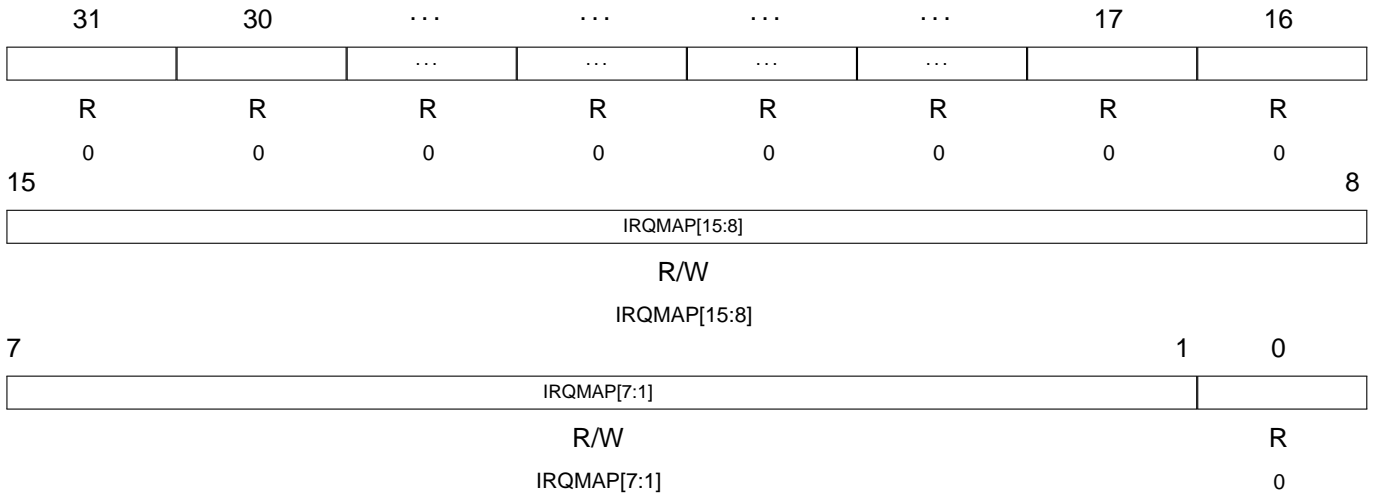 31 30 ... ... ... ... 17 16
... ... ... ...
R R R R R R R R
0 0 0 0 0 0 0 0
15 8
IRQMAP[15:8]
R/W
IRQMAP[15:8]
7 1 0
IRQMAP[7:1]
R/W R
IRQMAP[7:1] 0